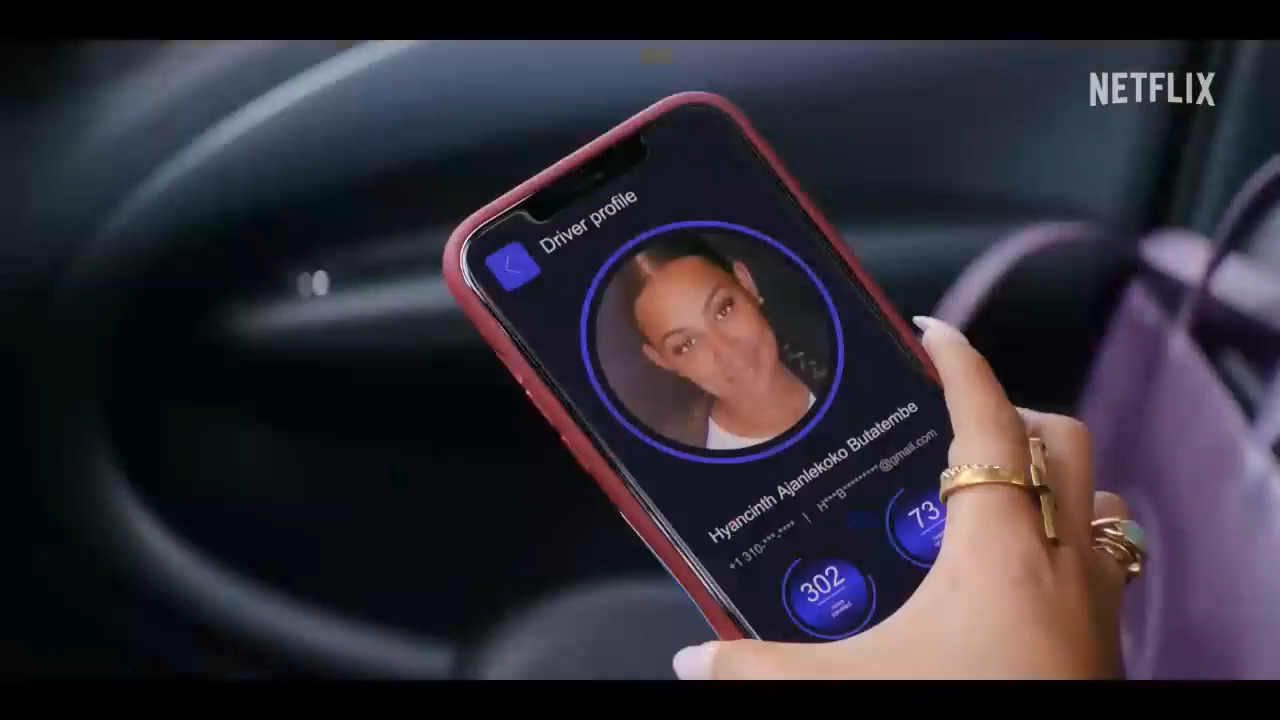 NETFLIX
Driver profile
Hyancinth Ajanlekoko Butatembe
+1 310-***-**** | H***B*********@gmail.com
302
73